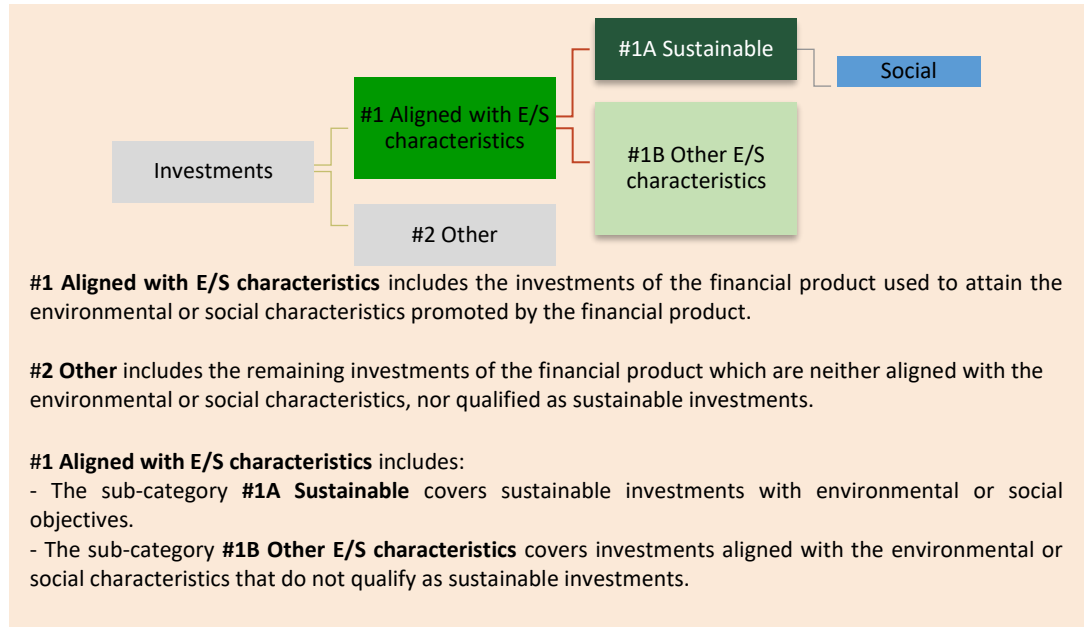 #1A Sustainable
Social
#1 Aligned with E/S
characteristics
#1B Other E/S
characteristics
Investments
#2 Other
#1 Aligned with E/S characteristics includes the investments of the financial product used to attain the
environmental or social characteristics promoted by the financial product.
#2 Other includes the remaining investments of the financial product which are neither aligned with the
environmental or social characteristics, nor qualified as sustainable investments.
#1 Aligned with E/S characteristics includes:
- The sub-category #1A Sustainable covers sustainable investments with environmental or social
objectives.
- The sub-category #1B Other E/S characteristics covers investments aligned with the environmental or
social characteristics that do not qualify as sustainable investments.